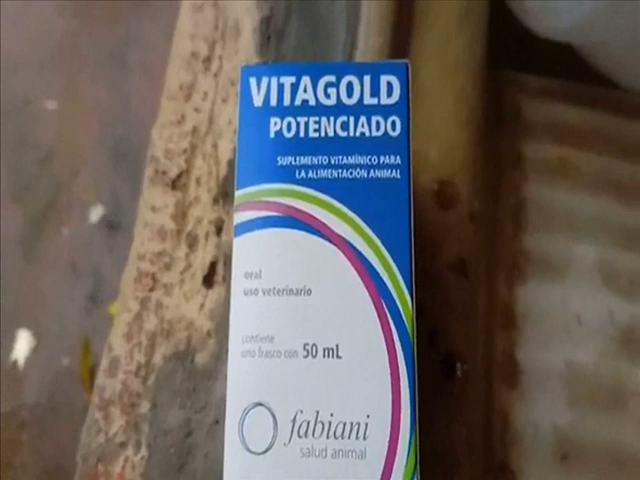 VITAGOLD
POTENCIADO
SUPLEMENTO VITAMÍNICO PARA
LA ALIMENTACIÓN ANIMAL
oral
uso veterinario
contiene
uno frasco con 50 mL
fabiani
salud animal